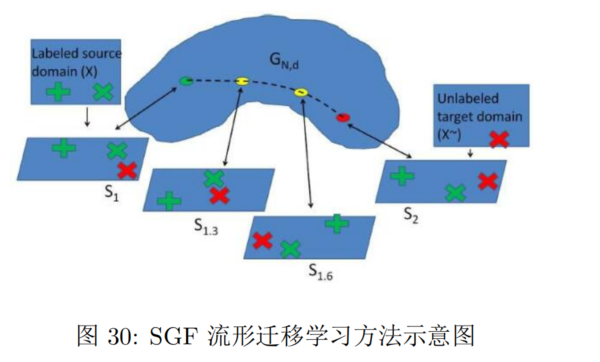 Labeled source
domain (X)
G_{N,d}
Unlabeled
target domain
(X~)
S_1
S_{1.3}
S_{1.6}
S_2
图 30: SGF 流形迁移学习方法示意图